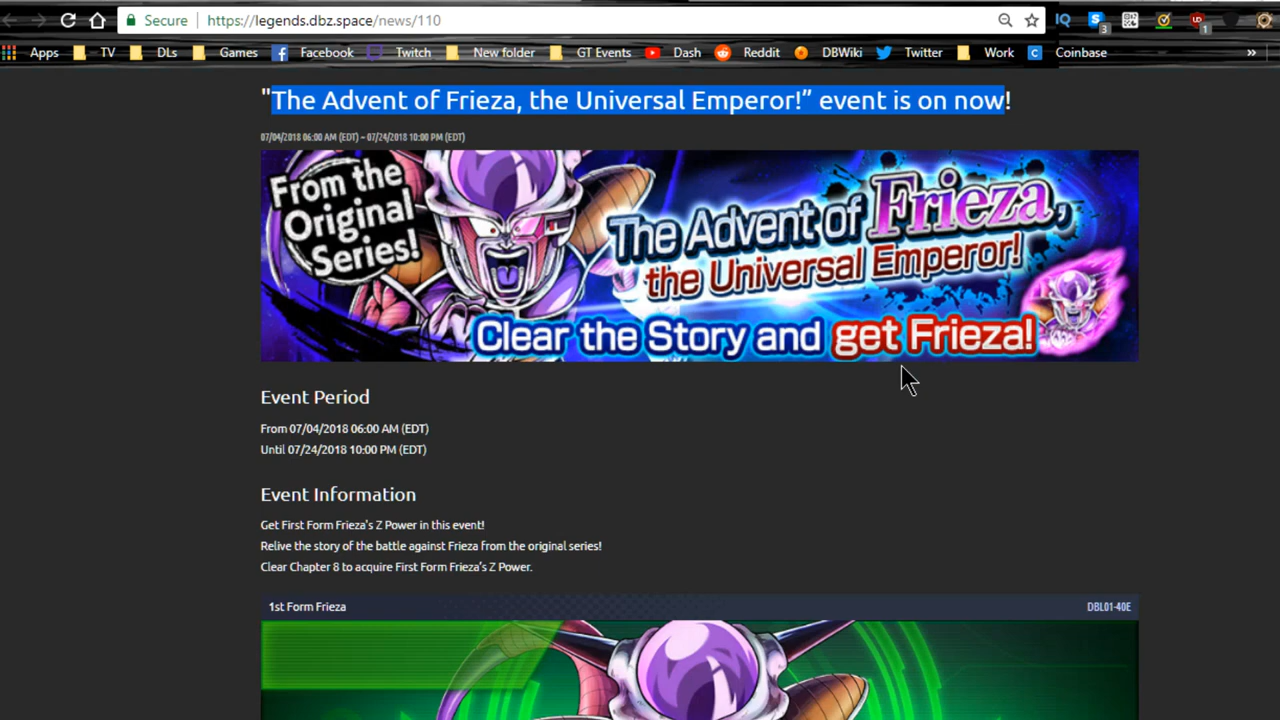 Secure https://legends.dbz.space/news/110
IQ
3
UD
1
Apps TV DLs Games Facebook Twitch New folder GT Events Dash Reddit DBWiki Twitter Work C Coinbase »
"The Advent of Frieza, the Universal Emperor!” event is on now!
07/04/2018 06:00 AM (EDT) – 07/24/2018 10:00 PM (EDT)
From the
Original
Series!
The Advent of Frieza,
the Universal Emperor!
Clear the Story and get Frieza!
Event Period
From 07/04/2018 06:00 AM (EDT)
Until 07/24/2018 10:00 PM (EDT)
Event Information
Get First Form Frieza's Z Power in this event!
Relive the story of the battle against Frieza from the original series!
Clear Chapter 8 to acquire First Form Frieza's Z Power.
1st Form Frieza DBL01-40E